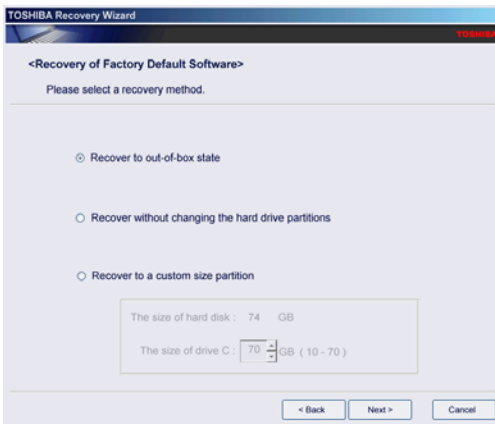 TOSHIBA Recovery Wizard
TOSHIBA
<Recovery of Factory Default Software>
Please select a recovery method.
Recover to out-of-box state
Recover without changing the hard drive partitions
Recover to a custom size partition
The size of hard disk : 74 GB
The size of drive C : 70 GB ( 10 - 70 )
< Back Next > Cancel